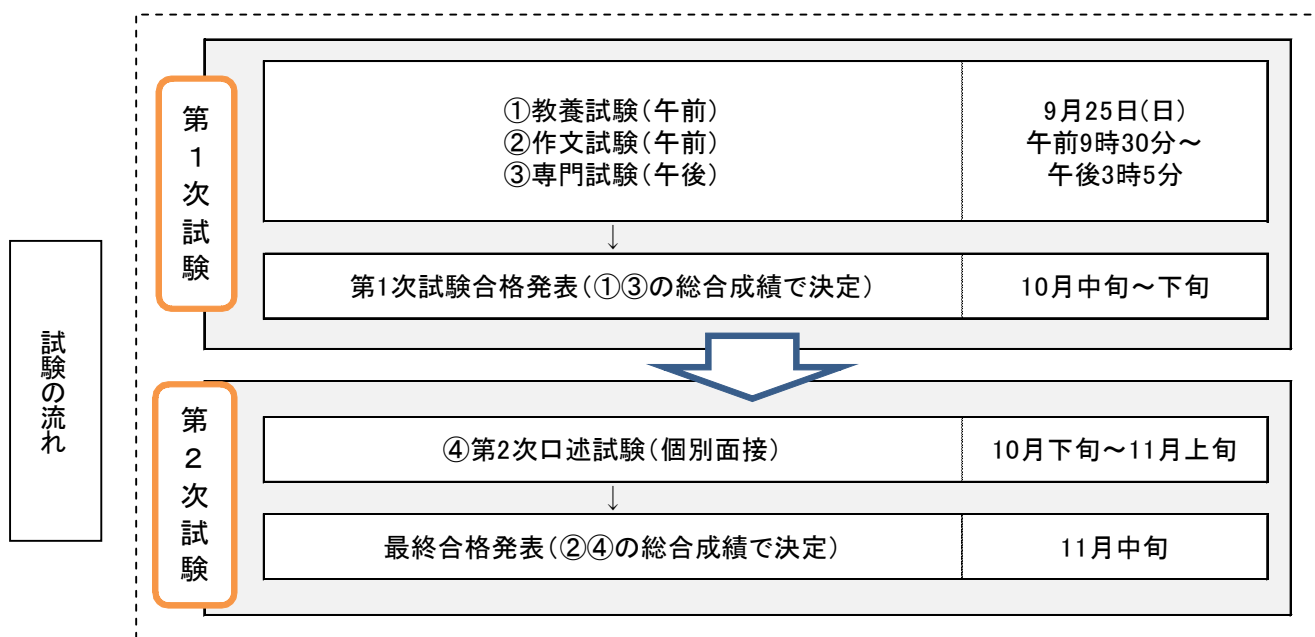 試験の流れ
第1次試験
①教養試験(午前)
②作文試験(午前)
③専門試験(午後)
9月25日(日)
午前9時30分～
午後3時5分
↓
第1次試験合格発表(①③の総合成績で決定)
10月中旬～下旬
第2次試験
④第2次口述試験(個別面接)
10月下旬～11月上旬
↓
最終合格発表(②④の総合成績で決定)
11月中旬